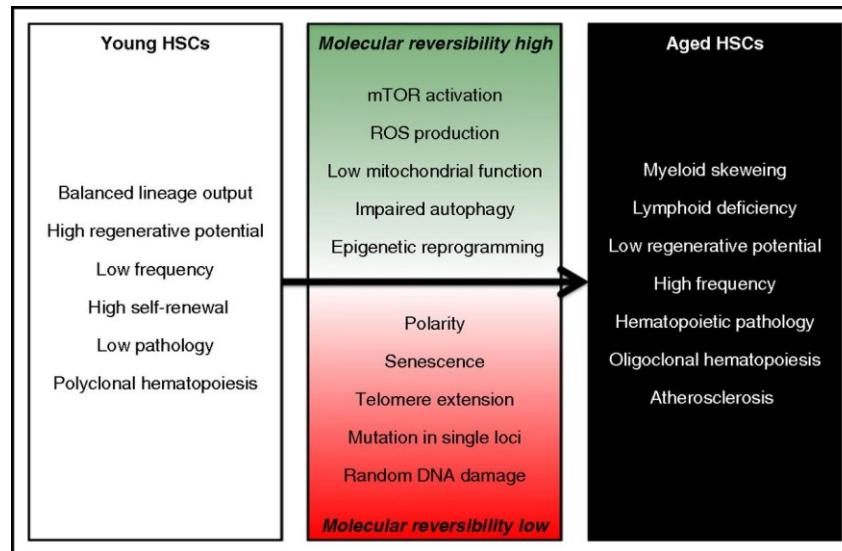 Young HSCs
Balanced lineage output
High regenerative potential
Low frequency
High self-renewal
Low pathology
Polyclonal hematopoiesis
Molecular reversibility high
mTOR activation
ROS production
Low mitochondrial function
Impaired autophagy
Epigenetic reprogramming
Polarity
Senescence
Telomere extension
Mutation in single loci
Random DNA damage
Molecular reversibility low
Aged HSCs
Myeloid skeweing
Lymphoid deficiency
Low regenerative potential
High frequency
Hematopoietic pathology
Oligoclonal hematopoiesis
Atherosclerosis